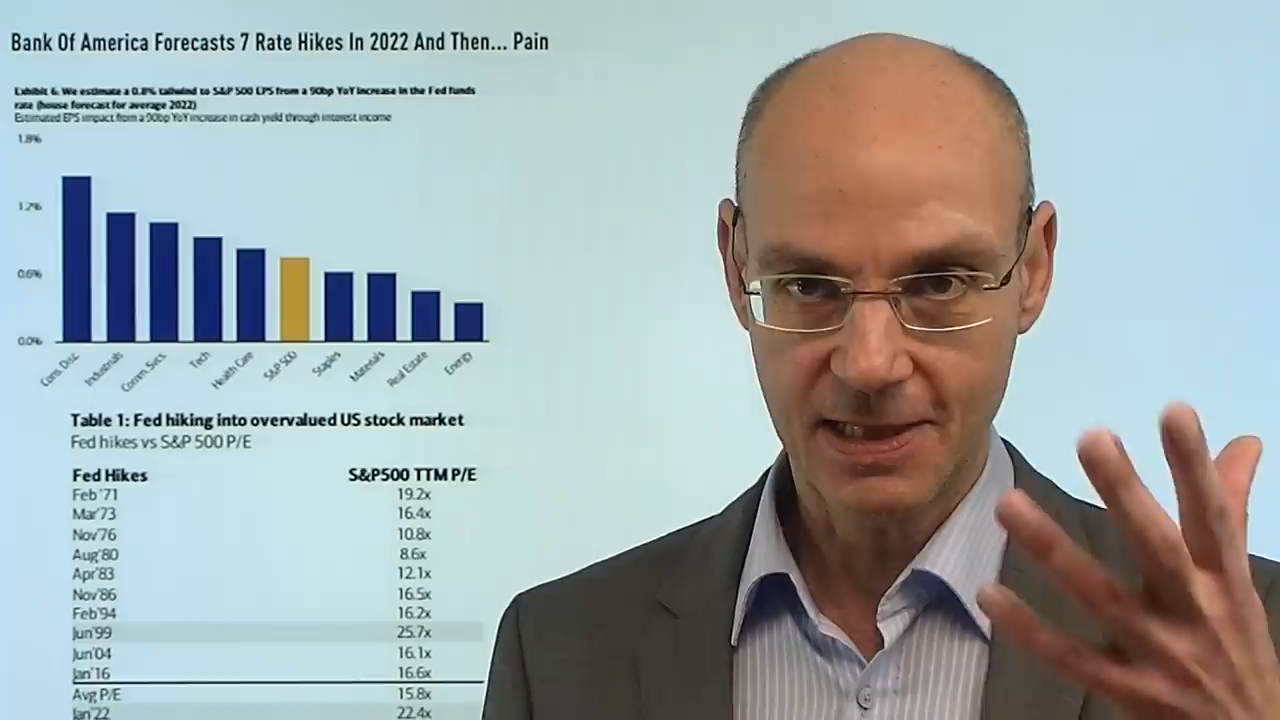 Bank Of America Forecasts 7 Rate Hikes In 2022 And Then... Pain
Exhibit 6: We estimate a 0.8% tailwind to S&P 500 EPS from a 90bp YoY increase in the Fed funds
rate (house forecast for average 2022)
Estimated EPS impact from a 90bp YoY increase in cash yield through interest income
1.8%
1.2%
0.6%
0.0%
Cons. Disc.
Industrials
Comm. Svcs.
Tech
Health Care
S&P 500
Staples
Materials
Real Estate
Energy
Table 1: Fed hiking into overvalued US stock market
Fed hikes vs S&P 500 P/E
Fed Hikes S&P500 TTM P/E
Feb'71 19.2x
Mar'73 16.4x
Nov'76 10.8x
Aug'80 8.6x
Apr'83 12.1x
Nov'86 16.5x
Feb'94 16.2x
Jun'99 25.7x
Jun'04 16.1x
Jan'16 16.6x
Avg P/E 15.8x
Jan'22 22.4x